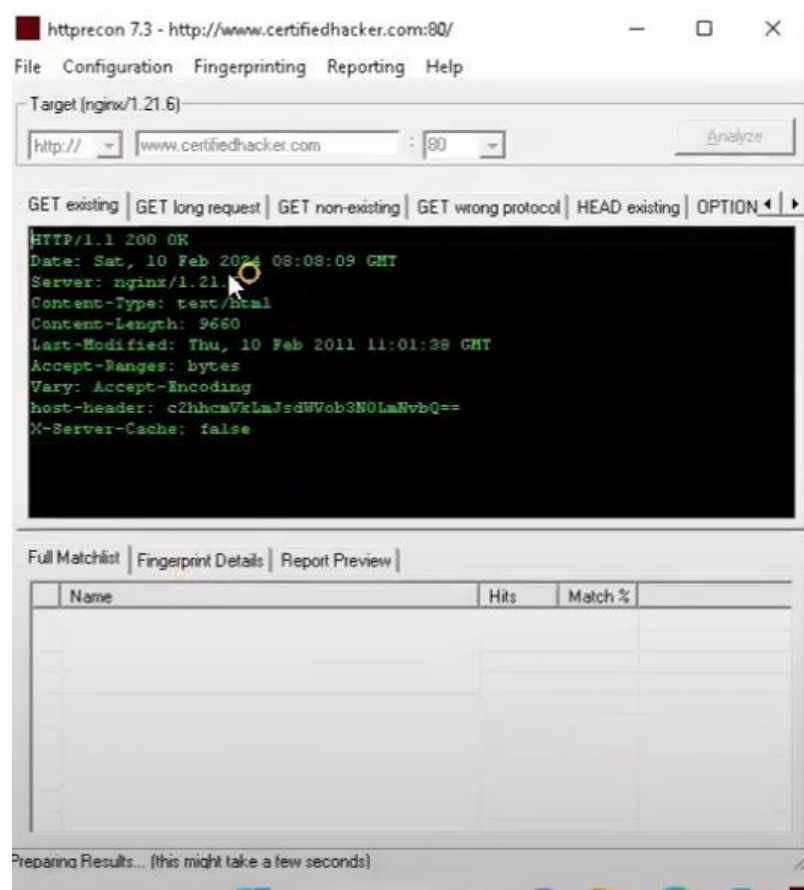 httprecon 7.3 - http://www.certifiedhacker.com:80/
File Configuration Fingerprinting Reporting Help
Target (nginx/1.21.6)
http:// www.certifiedhacker.com : 80 Analyze
GET existing GET long request GET non-existing GET wrong protocol HEAD existing OPTION
HTTP/1.1 200 OK
Date: Sat, 10 Feb 2024 08:08:09 GMT
Server: nginx/1.21.
Content-Type: text/html
Content-Length: 9660
Last-Modified: Thu, 10 Feb 2011 11:01:38 GMT
Accept-Ranges: bytes
Vary: Accept-Encoding
host-header: c2hhcmVkLmJsdWVob3N0LmNvbQ==
X-Server-Cache: false
Full Matchlist Fingerprint Details Report Preview
Name Hits Match %
Preparing Results... (this might take a few seconds)